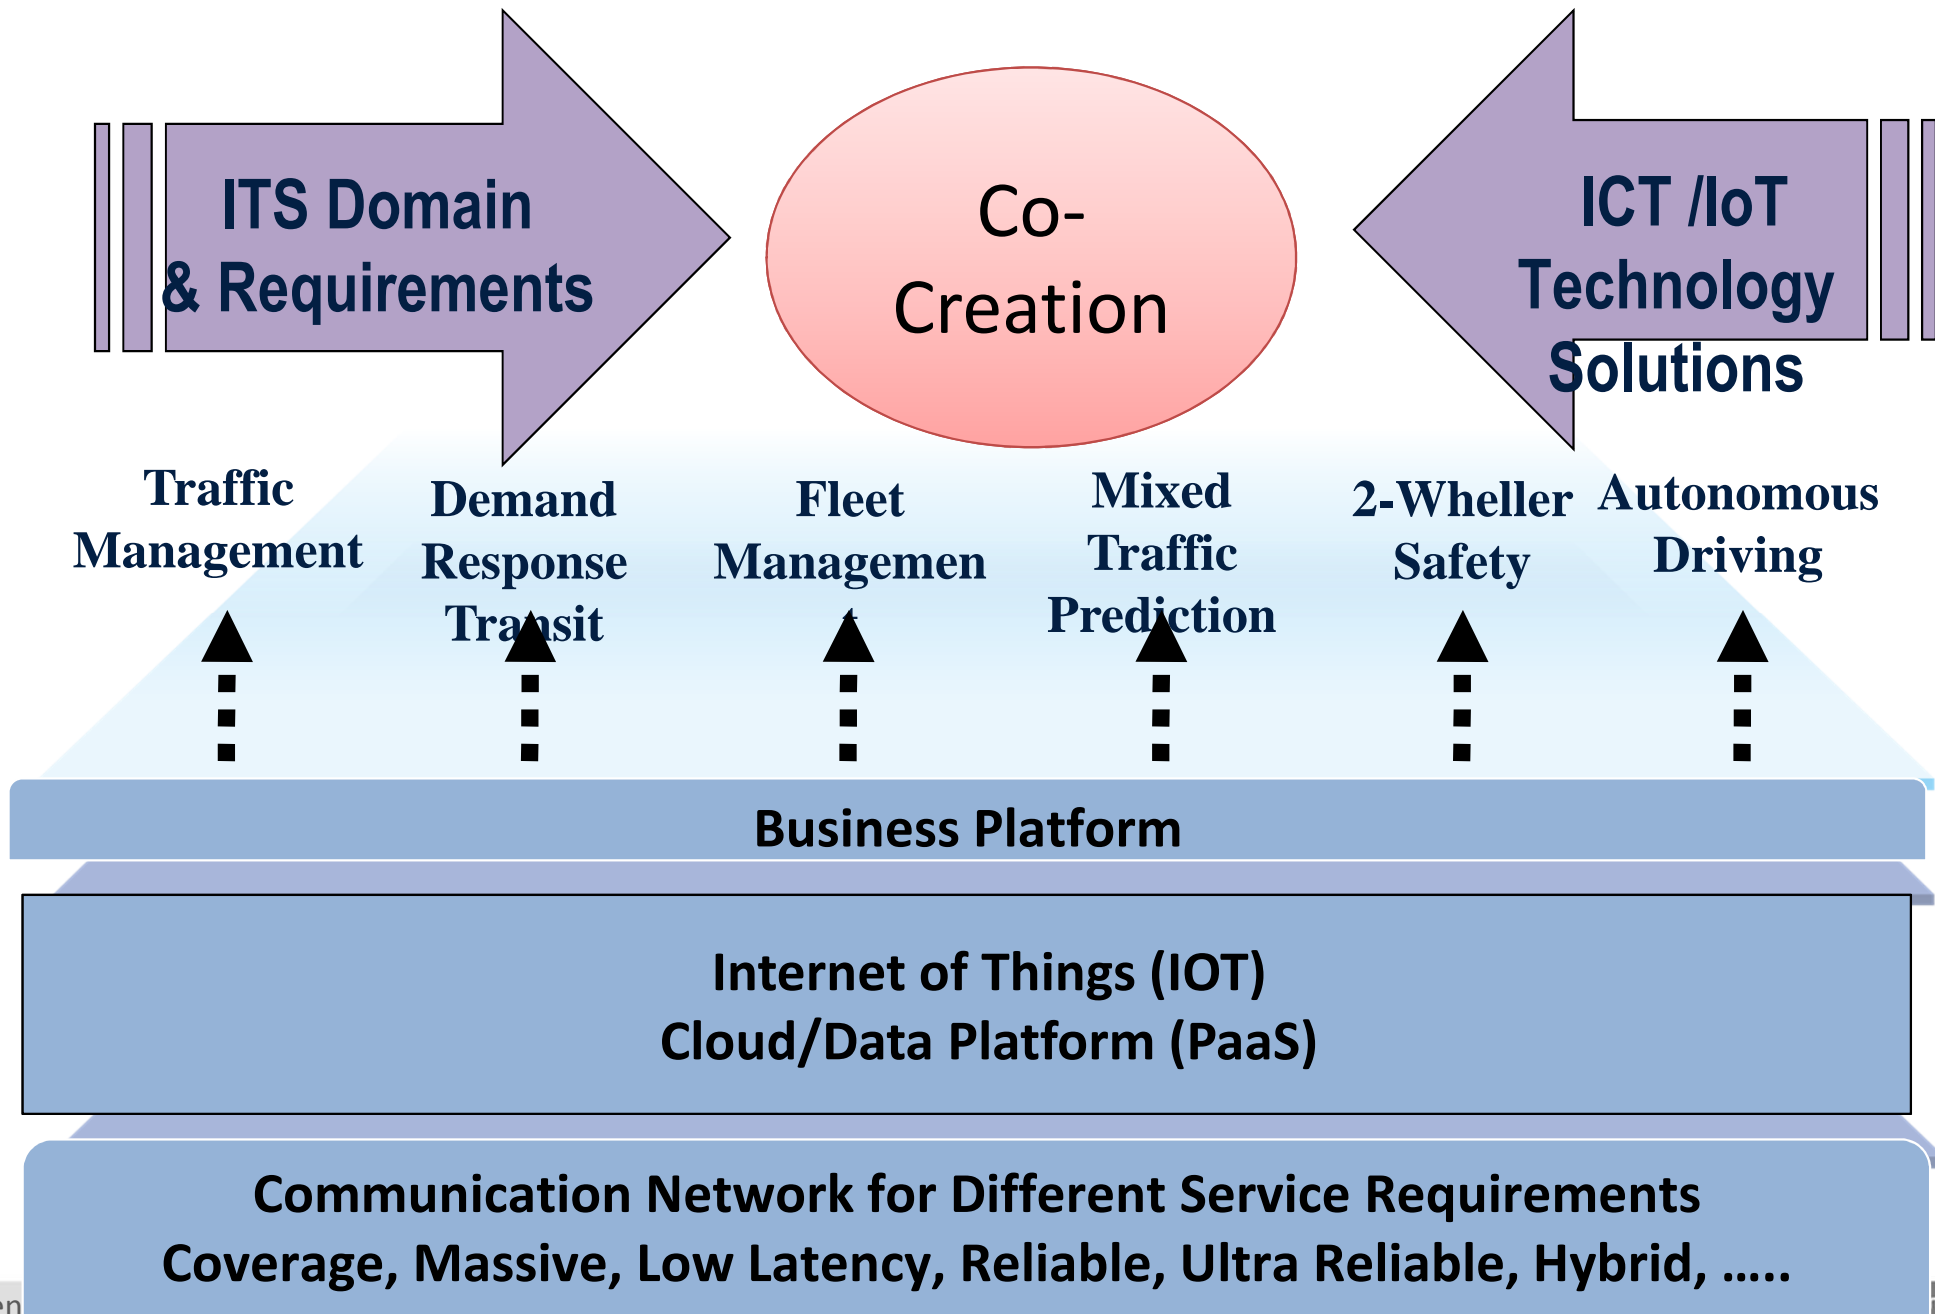 ITS Domain
& Requirements
Co-
Creation
ICT /IoT
Technology
Solutions
Traffic
Management
Demand
Response
Transit
Fleet
Managemen
t
Mixed
Traffic
Prediction
2-Wheller
Safety
Autonomous
Driving
Business Platform
Internet of Things (IOT)
Cloud/Data Platform (PaaS)
Communication Network for Different Service Requirements
Coverage, Massive, Low Latency, Reliable, Ultra Reliable, Hybrid, .....